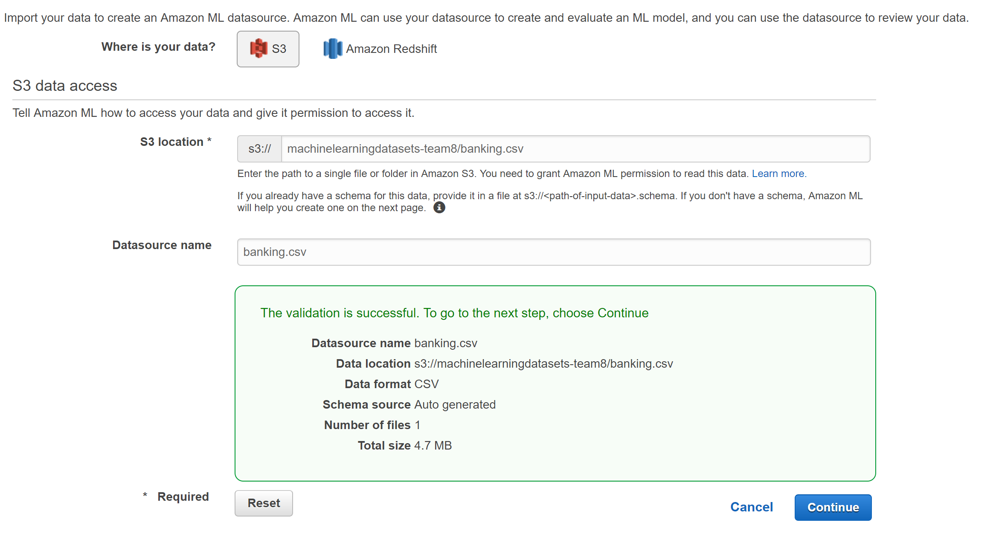 Import your data to create an Amazon ML datasource. Amazon ML can use your datasource to create and evaluate an ML model, and you can use the datasource to review your data.
Where is your data? S3 Amazon Redshift
S3 data access
Tell Amazon ML how to access your data and give it permission to access it.
S3 location * s3:// machinelearningdatasets-team8/banking.csv
Enter the path to a single file or folder in Amazon S3. You need to grant Amazon ML permission to read this data. Learn more.
If you already have a schema for this data, provide it in a file at s3://<path-of-input-data>.schema. If you don't have a schema, Amazon ML
will help you create one on the next page. i
Datasource name banking.csv
The validation is successful. To go to the next step, choose Continue
Datasource name banking.csv
Data location s3://machinelearningdatasets-team8/banking.csv
Data format CSV
Schema source Auto generated
Number of files 1
Total size 4.7 MB
* Required Reset Cancel Continue